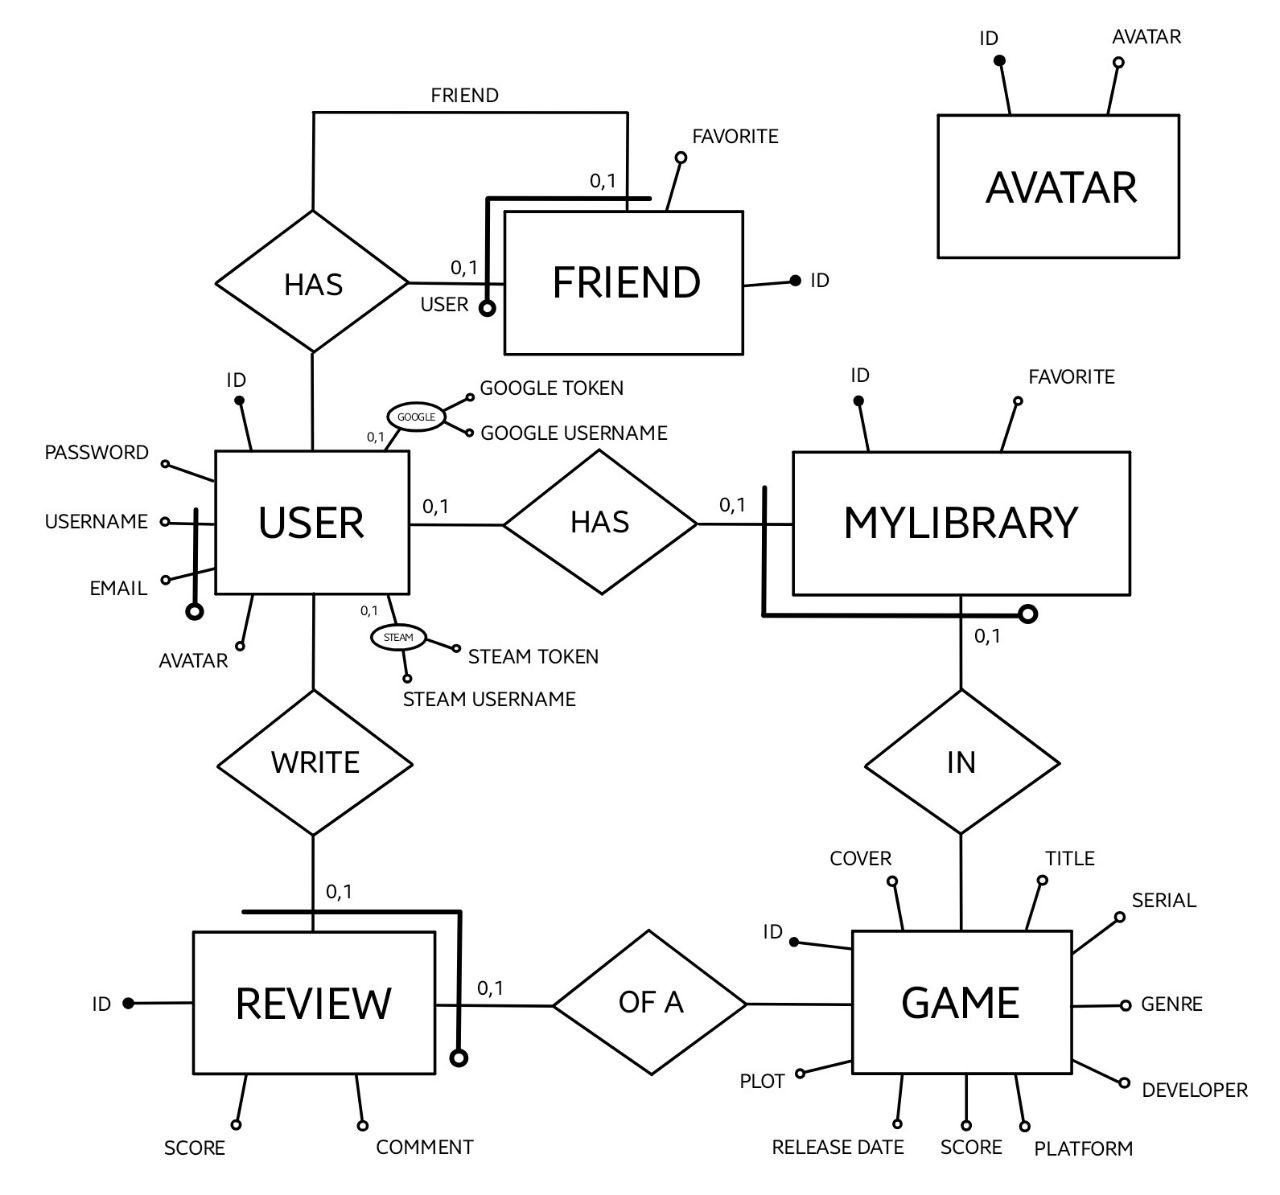 ID
AVATAR
AVATAR
FRIEND
FAVORITE
0,1
HAS
0,1
USER
FRIEND
ID
ID
GOOGLE
0,1
GOOGLE TOKEN
GOOGLE USERNAME
PASSWORD
USERNAME
EMAIL
AVATAR
USER
0,1
STEAM
STEAM TOKEN
STEAM USERNAME
0,1
HAS
0,1
ID
FAVORITE
MYLIBRARY
0,1
WRITE
IN
0,1
ID
REVIEW
0,1
SCORE
COMMENT
OF A
COVER
TITLE
SERIAL
ID
GAME
GENRE
PLOT
DEVELOPER
RELEASE DATE
SCORE
PLATFORM